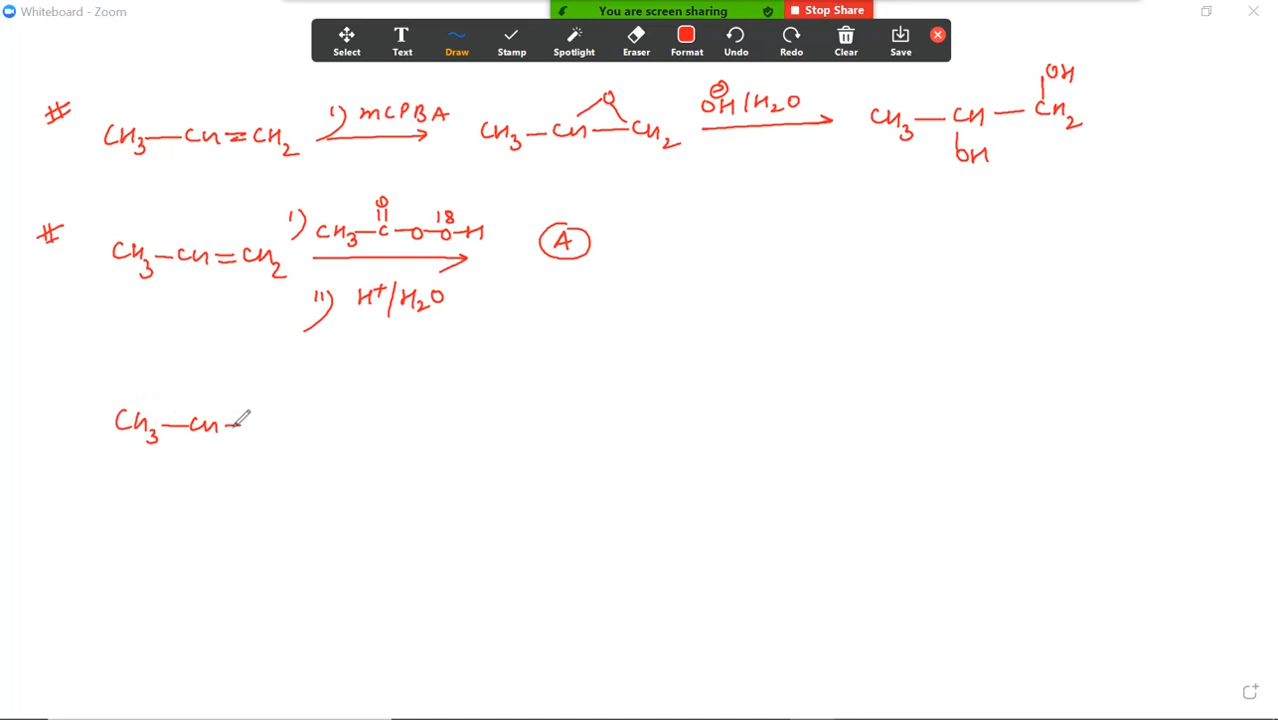 Whiteboard - Zoom
You are screen sharing
Stop Share
Select Text Draw Stamp Spotlight Eraser Format Undo Redo Clear Save
# CH3—CH=CH2 1) mCPBA CH3—CH—CH2 O OH⊖/H2O CH3—CH—CH2 OH OH
# CH3—CH=CH2 i) CH3—C—O—O—H O 18 A
ii) H+/H2O
CH3—CH—